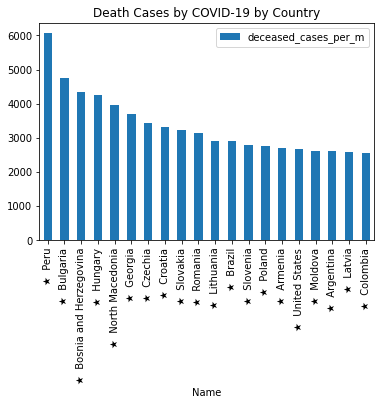 Death Cases by COVID-19 by Country
deceased_cases_per_m
6000
5000
4000
3000
2000
1000
0
★ Peru
★ Bulgaria
★ Bosnia and Herzegovina
★ Hungary
★ North Macedonia
★ Georgia
★ Czechia
★ Croatia
★ Slovakia
★ Romania
★ Lithuania
★ Brazil
★ Slovenia
★ Poland
★ Armenia
★ United States
★ Moldova
★ Argentina
★ Latvia
★ Colombia
Name